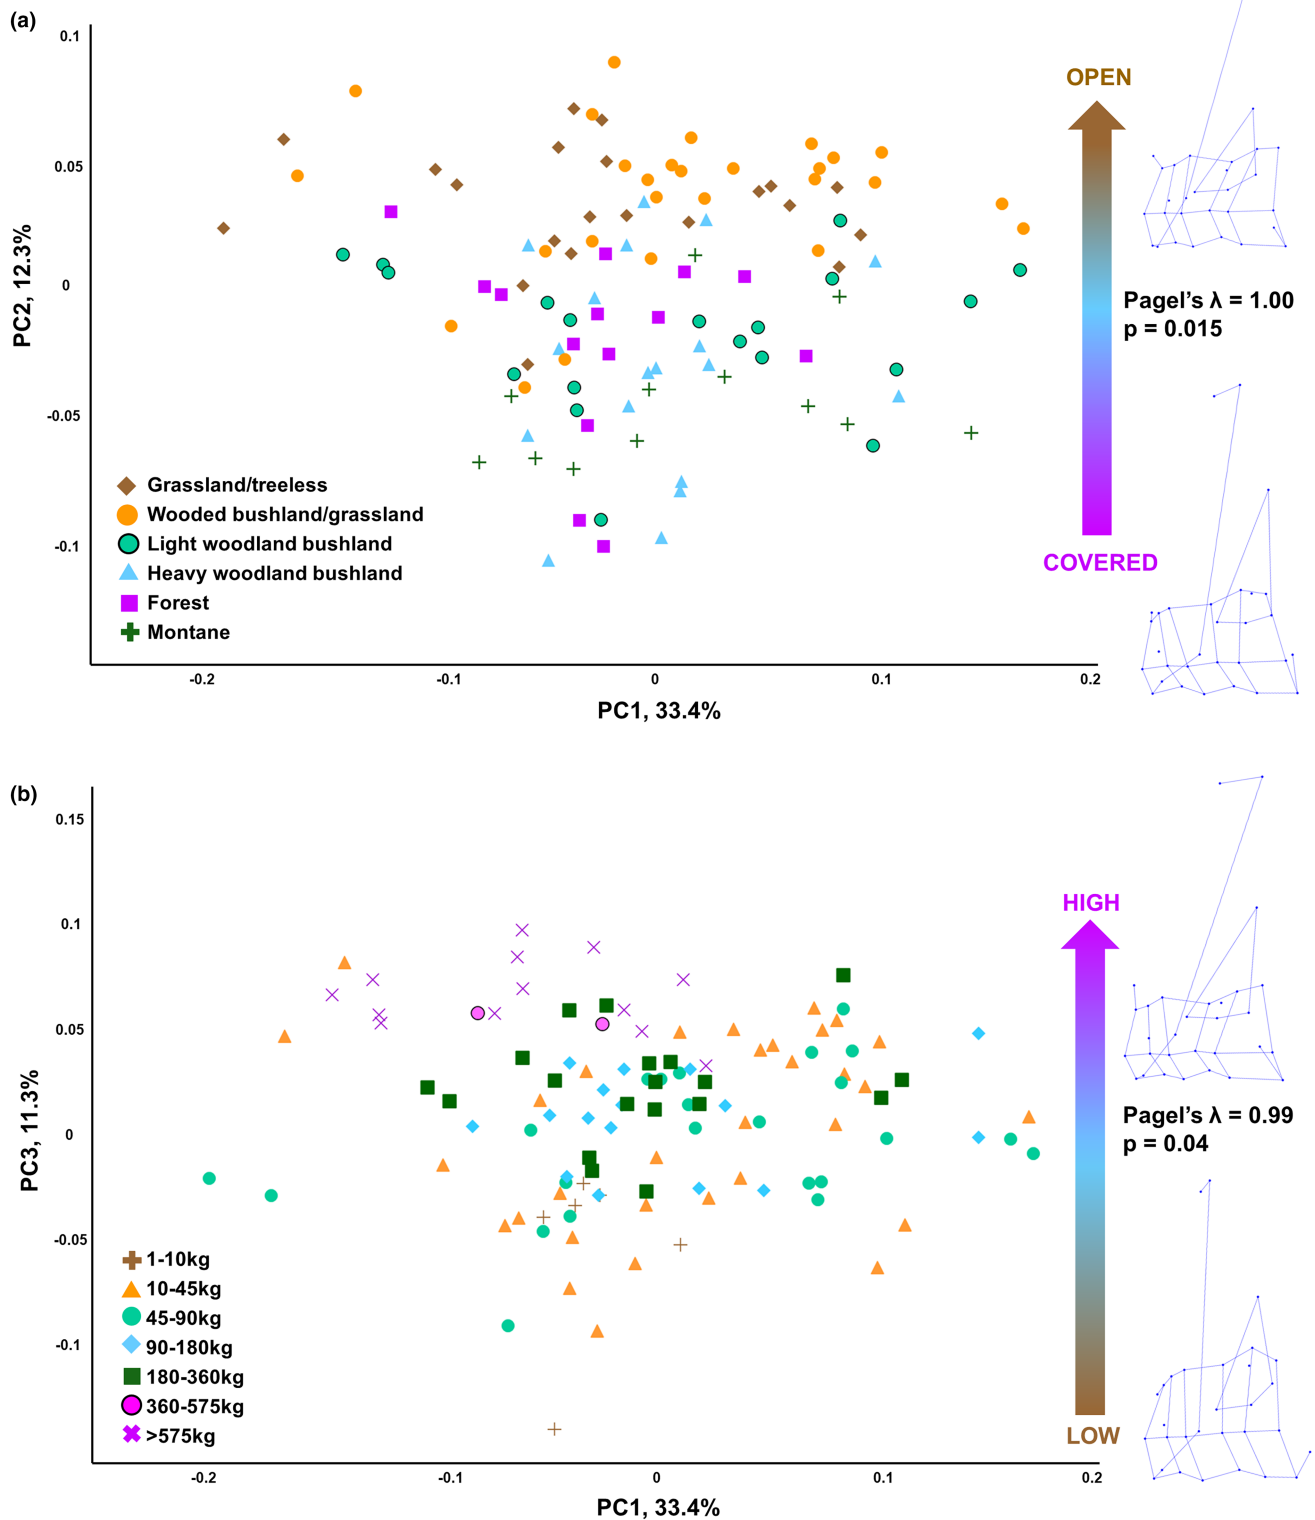 (a)
0.1
0.05
0
-0.05
-0.1
PC2, 12.3%
Grassland/treeless
Wooded bushland/grassland
Light woodland bushland
Heavy woodland bushland
Forest
Montane
-0.2
-0.1
0
0.1
0.2
PC1, 33.4%
OPEN
Pagel's λ = 1.00
p = 0.015
COVERED
(b)
0.15
0.1
0.05
0
-0.05
-0.1
PC3, 11.3%
1-10kg
10-45kg
45-90kg
90-180kg
180-360kg
360-575kg
>575kg
-0.2
-0.1
0
0.1
0.2
PC1, 33.4%
HIGH
Pagel's λ = 0.99
p = 0.04
LOW